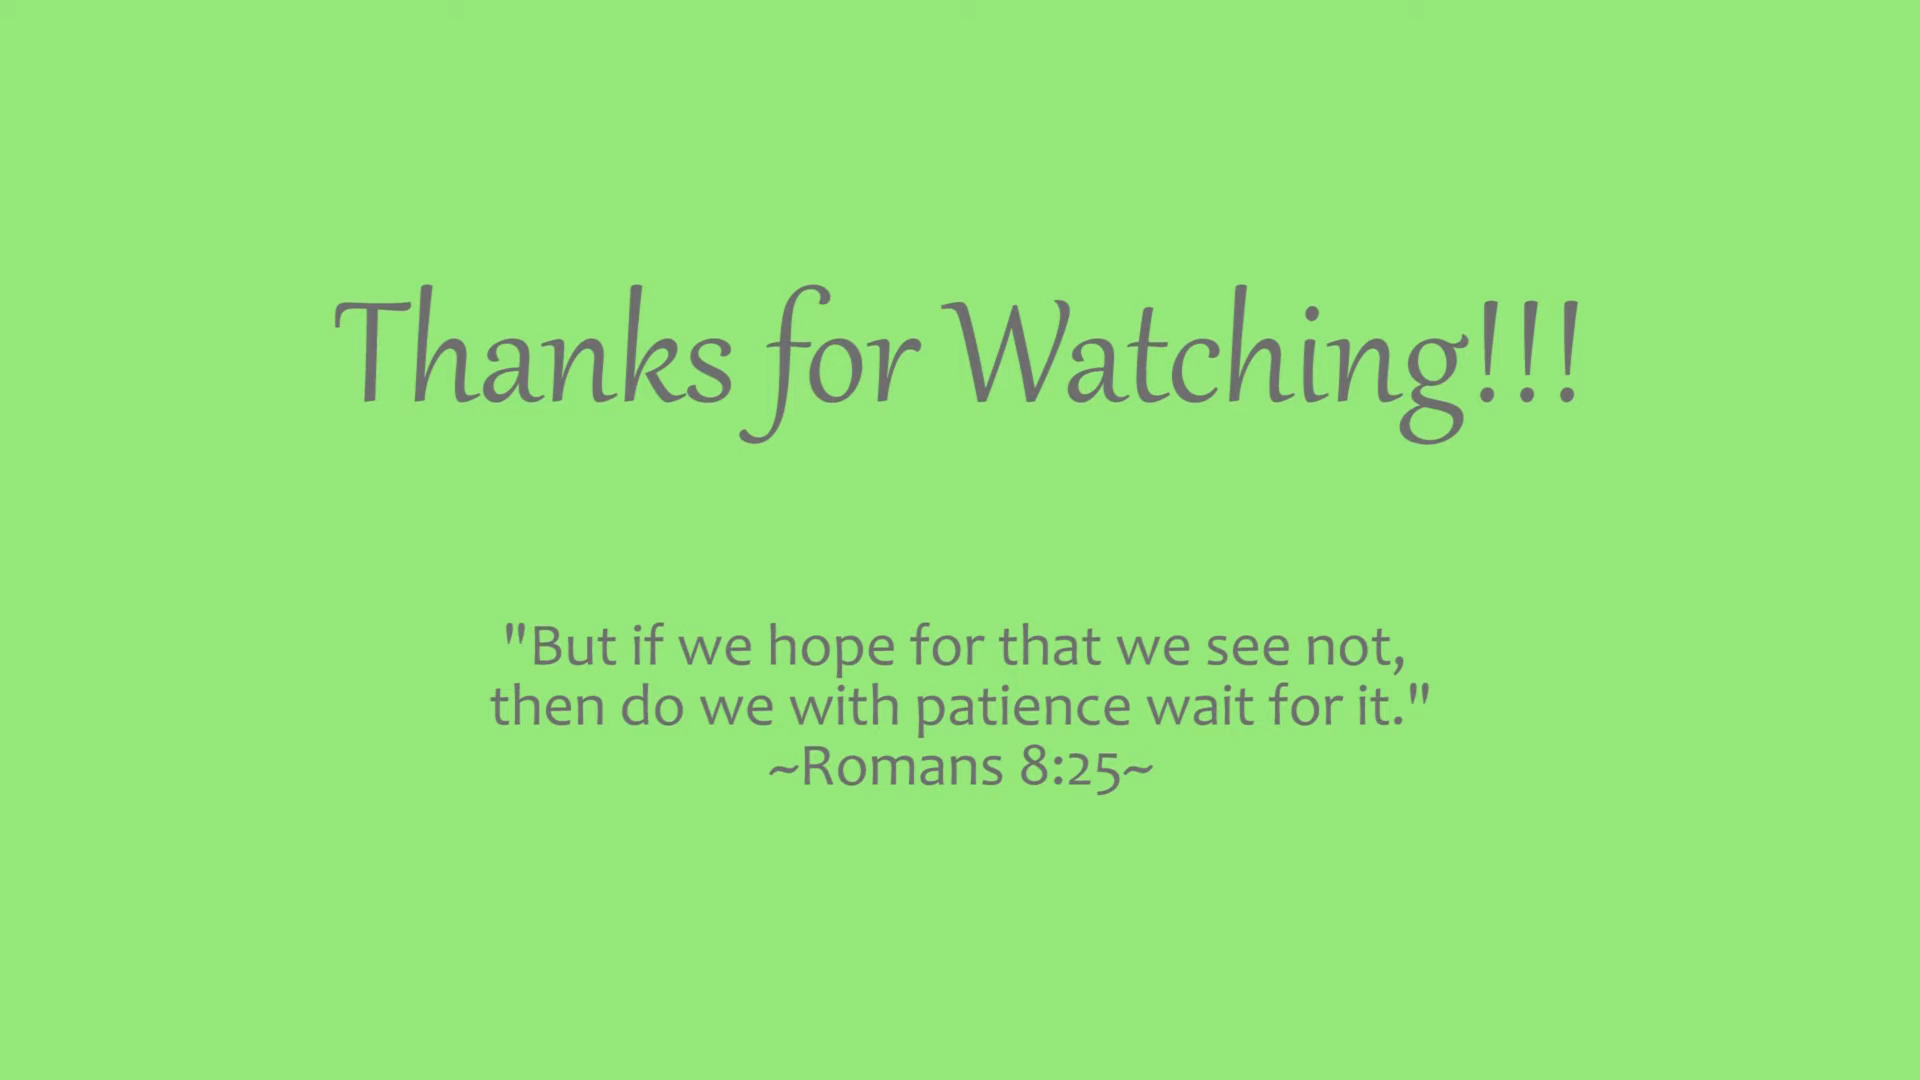 Thanks for Watching!!!
"But if we hope for that we see not,
then do we with patience wait for it."
~Romans 8:25~